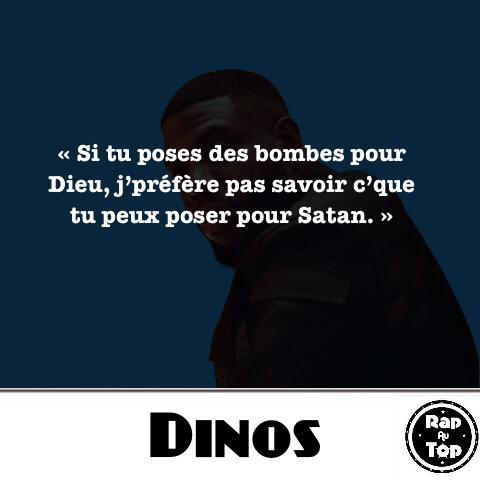 « Si tu poses des bombes pour
Dieu, j’préfère pas savoir c’que
tu peux poser pour Satan. »
DINOS
Rap
Au
Top